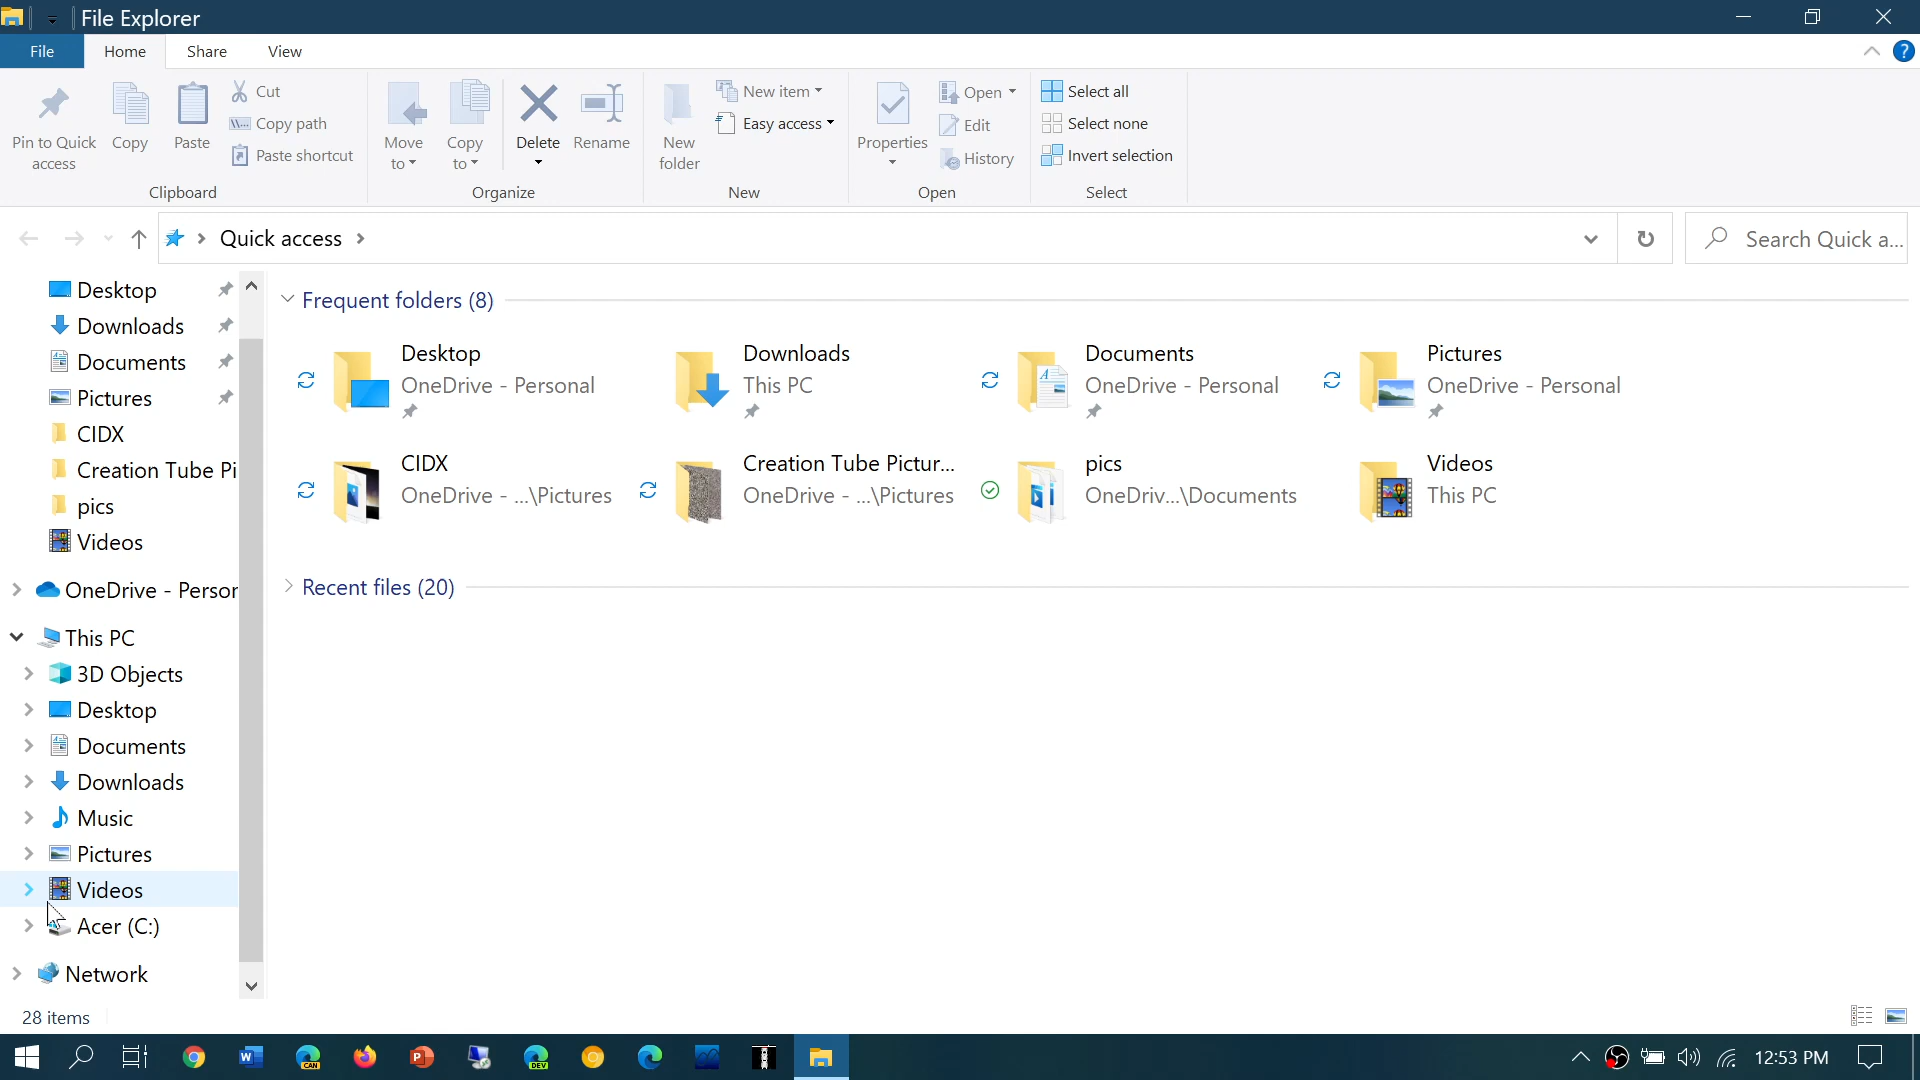 File Explorer
File Home Share View
Pin to Quick access
Copy
Paste
Cut
Copy path
Paste shortcut
Clipboard
Move to
Copy to
Delete
Rename
Organize
New folder
New item
Easy access
New
Properties
Open
Edit
History
Open
Select all
Select none
Invert selection
Select
Quick access
Search Quick a...
Desktop
Downloads
Documents
Pictures
CIDX
Creation Tube Pi
pics
Videos
OneDrive - Person
This PC
3D Objects
Desktop
Documents
Downloads
Music
Pictures
Videos
Acer (C:)
Network
Frequent folders (8)
Desktop
OneDrive - Personal
Downloads
This PC
Documents
OneDrive - Personal
Pictures
OneDrive - Personal
CIDX
OneDrive - ...\Pictures
Creation Tube Pictur...
OneDrive - ...\Pictures
pics
OneDriv...\Documents
Videos
This PC
Recent files (20)
28 items
CAN
DEV
12:53 PM